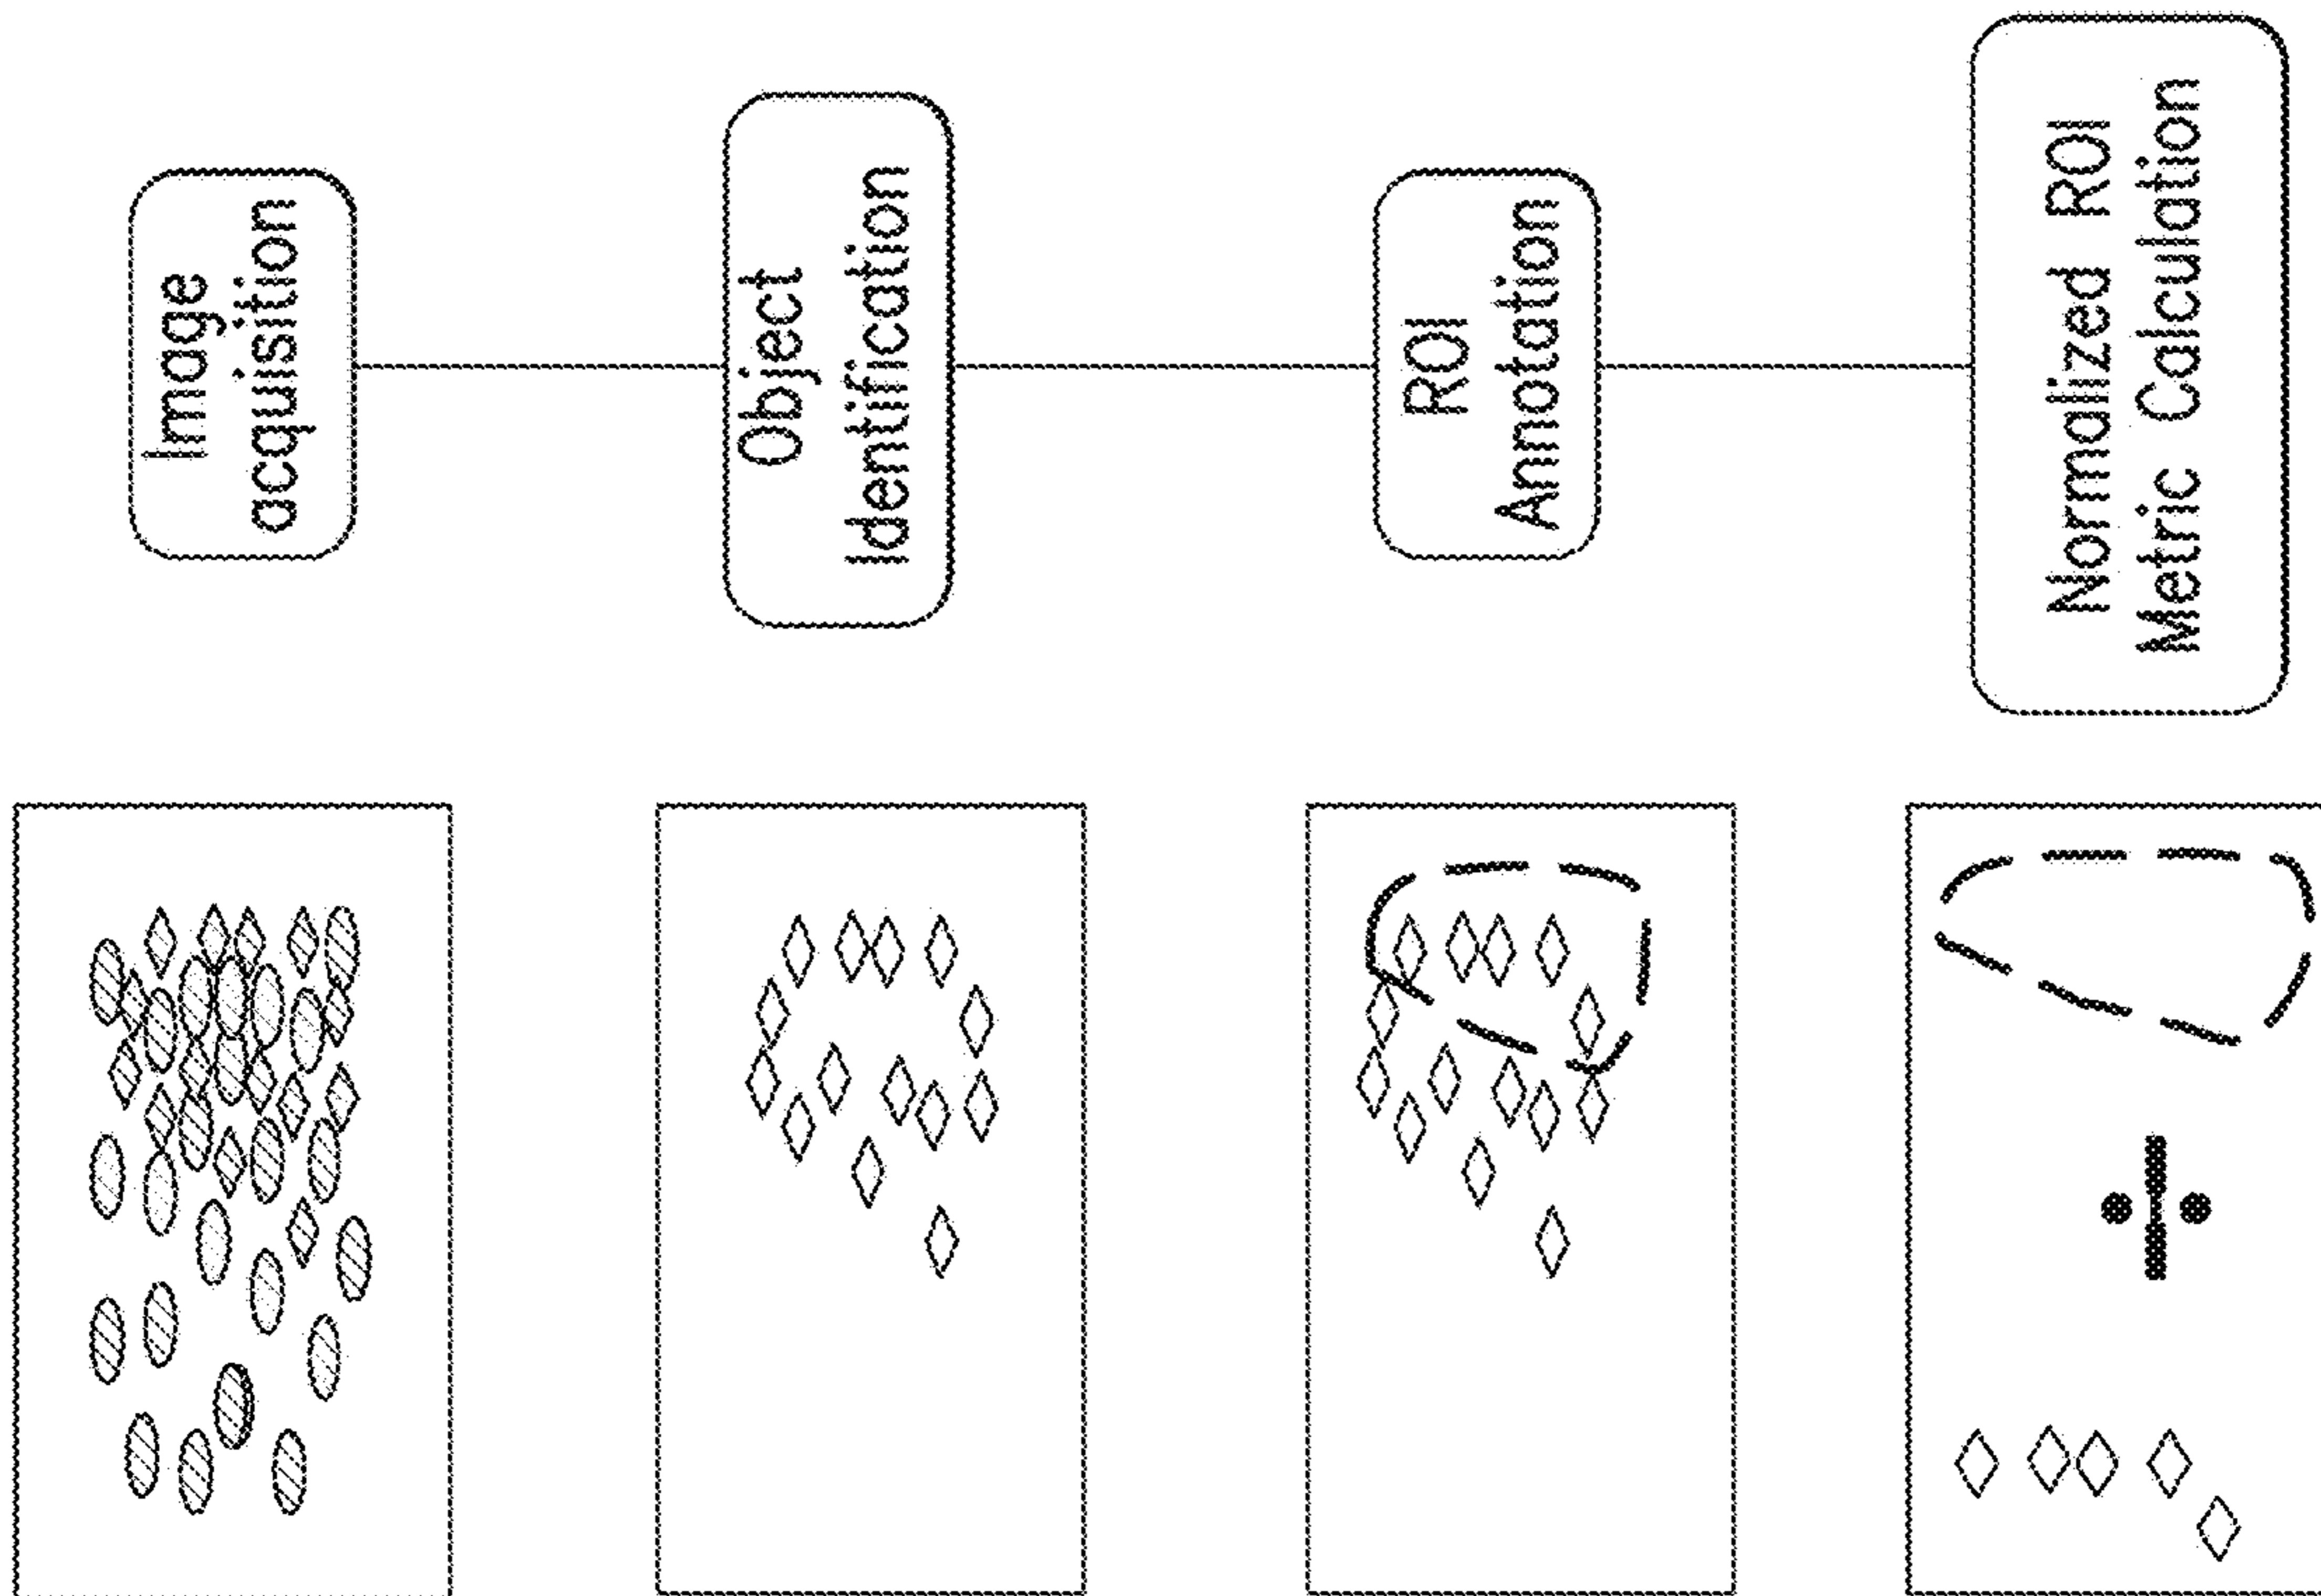 Image
acquisition
Object
Identification
ROI
Annotation
Normalized ROI
Metric Calculation